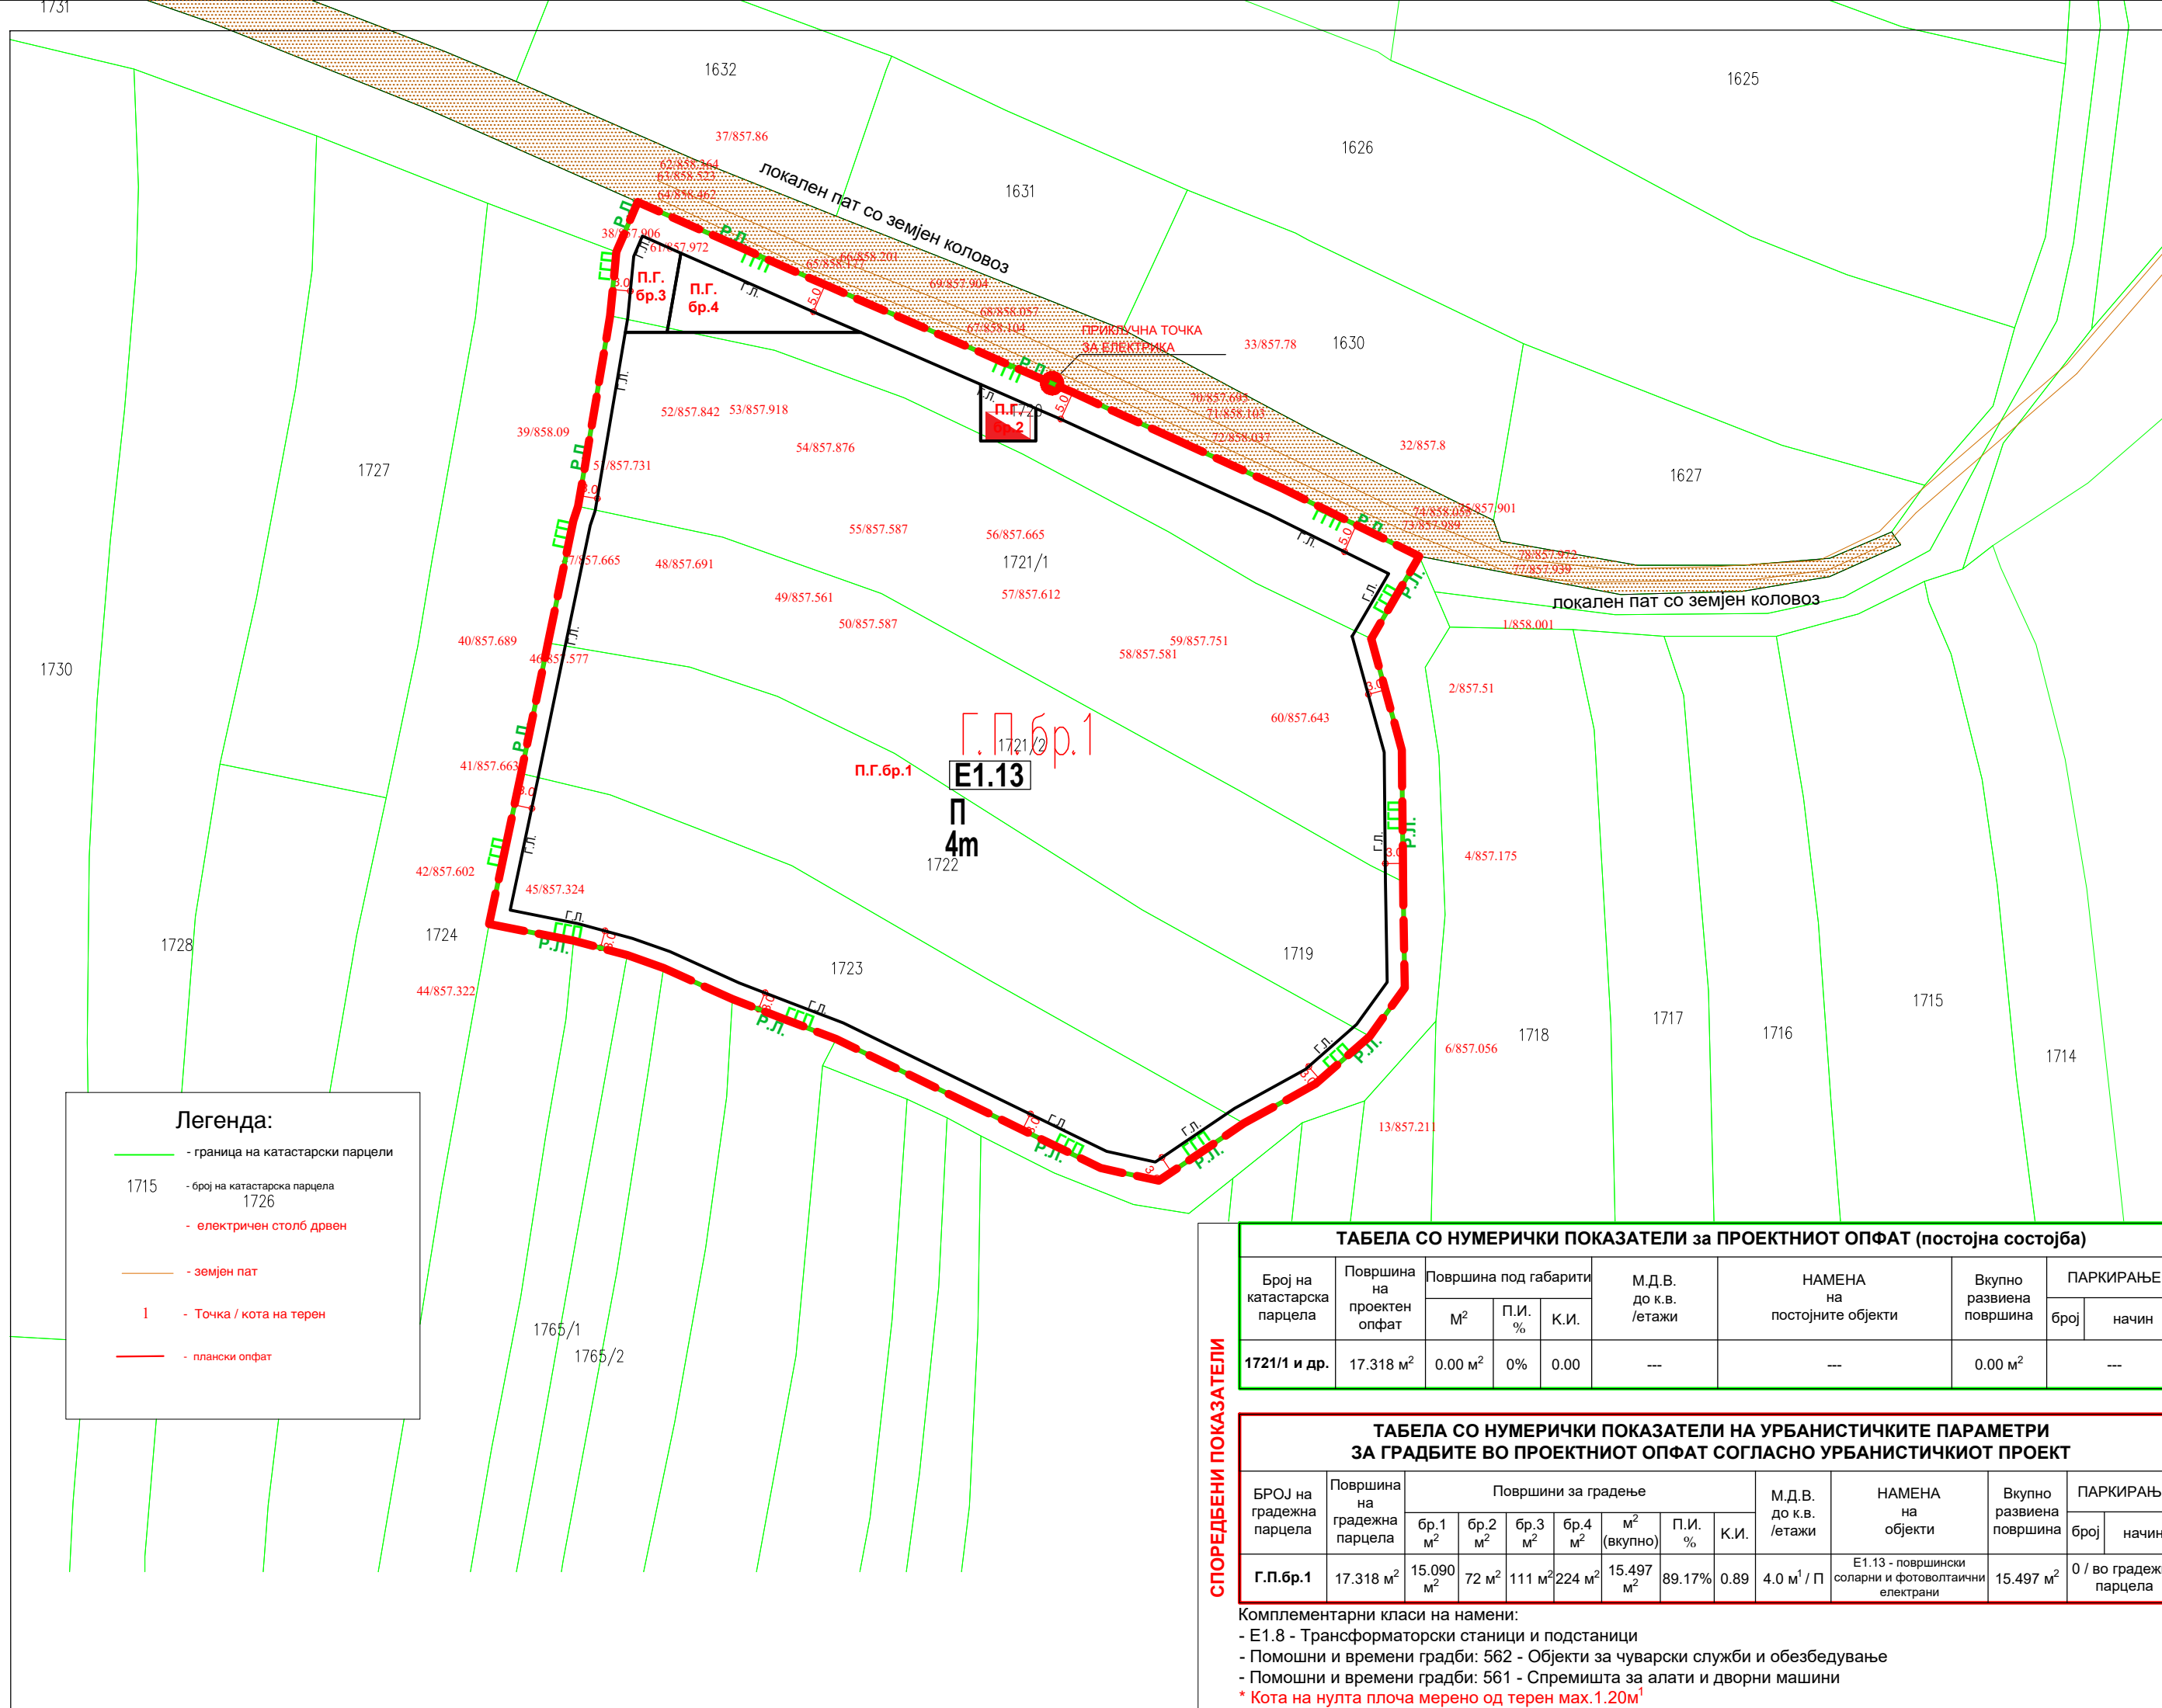 1731
1632
1625
37/857.86
1626
62/858.364
63/858.523
64/858.462
локален пат со земјен коловоз
1631
Р.Л.
38/857.906
61/857.972
66/858.201
69/857.904
68/858.057
67/858.104
П.Г.
бр.3
П.Г.
бр.4
Г.Л.
5.0
3.0
ГГП
ПРИКЛУЧНА ТОЧКА
ЗА ЕЛЕКТРИКА
33/857.78
1630
П.Г.
бр.2
1720
71/858.103
72/858.037
32/857.8
1627
39/858.09
52/857.842
53/857.918
54/857.876
1727
55/857.587
56/857.665
1721/1
73/857.989
75/857.901
78/857.972
77/857.939
локален пат со земјен коловоз
48/857.691
49/857.561
50/857.587
57/857.612
58/857.581
59/857.751
1/858.001
40/857.689
46/857.577
1730
2/857.51
60/857.643
Г.П.бр.1
1721/2
П.Г.бр.1
Е1.13
П
4m
1722
41/857.663
42/857.602
45/857.324
4/857.175
1728
1724
1723
1719
44/857.322
1715
1718
1717
1716
1714
6/857.056
13/857.211
Легенда:
- граница на катастарски парцели
1715 - број на катастарска парцела
1726
- електричен столб дрвен
- земјен пат
1 - Точка / кота на терен
- плански опфат
1765/1
1765/2
СПОРЕДБЕНИ ПОКАЗАТЕЛИ
ТАБЕЛА СО НУМЕРИЧКИ ПОКАЗАТЕЛИ за ПРОЕКТНИОТ ОПФАТ (постојна состојба)
Број на катастарска парцела
Површина на проектен опфат
Површина под габарити
М²
П.И. %
К.И.
М.Д.В. до к.в. /етажи
НАМЕНА на постојните објекти
Вкупно развиена површина
ПАРКИРАЊЕ
број
начин
1721/1 и др. 17.318 м² 0.00 м² 0% 0.00 --- --- 0.00 м² ---
ТАБЕЛА СО НУМЕРИЧКИ ПОКАЗАТЕЛИ НА УРБАНИСТИЧКИТЕ ПАРАМЕТРИ
ЗА ГРАДБИТЕ ВО ПРОЕКТНИОТ ОПФАТ СОГЛАСНО УРБАНИСТИЧКИОТ ПРОЕКТ
БРОЈ на градежна парцела
Површина на градежна парцела
Површини за градење
бр.1 м²
бр.2 м²
бр.3 м²
бр.4 м²
м² (вкупно)
П.И. %
К.И.
М.Д.В. до к.в. /етажи
НАМЕНА на објекти
Вкупно развиена површина
ПАРКИРАЊ
број
начин
Г.П.бр.1 17.318 м² 15.090 м² 72 м² 111 м² 224 м² 15.497 м² 89.17% 0.89 4.0 м¹ / П Е1.13 - површински соларни и фотоволтаични електрани 15.497 м² 0 / во градежн парцела
Комплементарни класи на намени:
- Е1.8 - Трансформаторски станици и подстаници
- Помошни и времени градби: 562 - Објекти за чуварски служби и обезбедување
- Помошни и времени градби: 561 - Спремишта за алати и дворни машини
* Кота на нулта плоча мерено од терен мах.1.20м¹